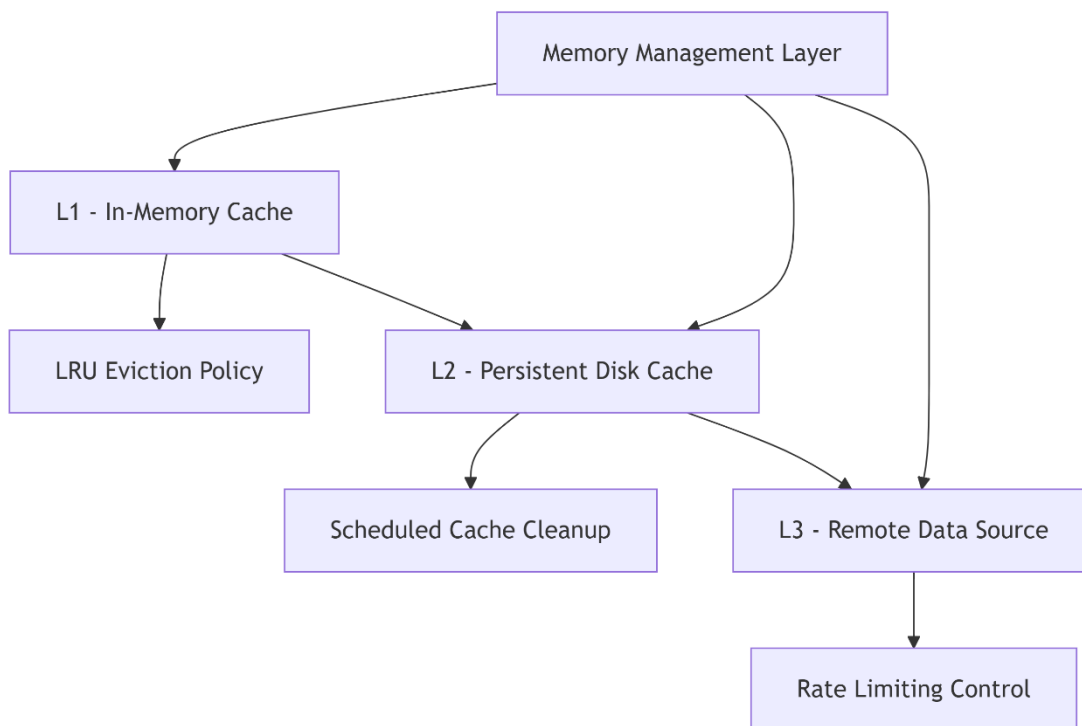 Memory Management Layer
L1 - In-Memory Cache
LRU Eviction Policy
L2 - Persistent Disk Cache
Scheduled Cache Cleanup
L3 - Remote Data Source
Rate Limiting Control